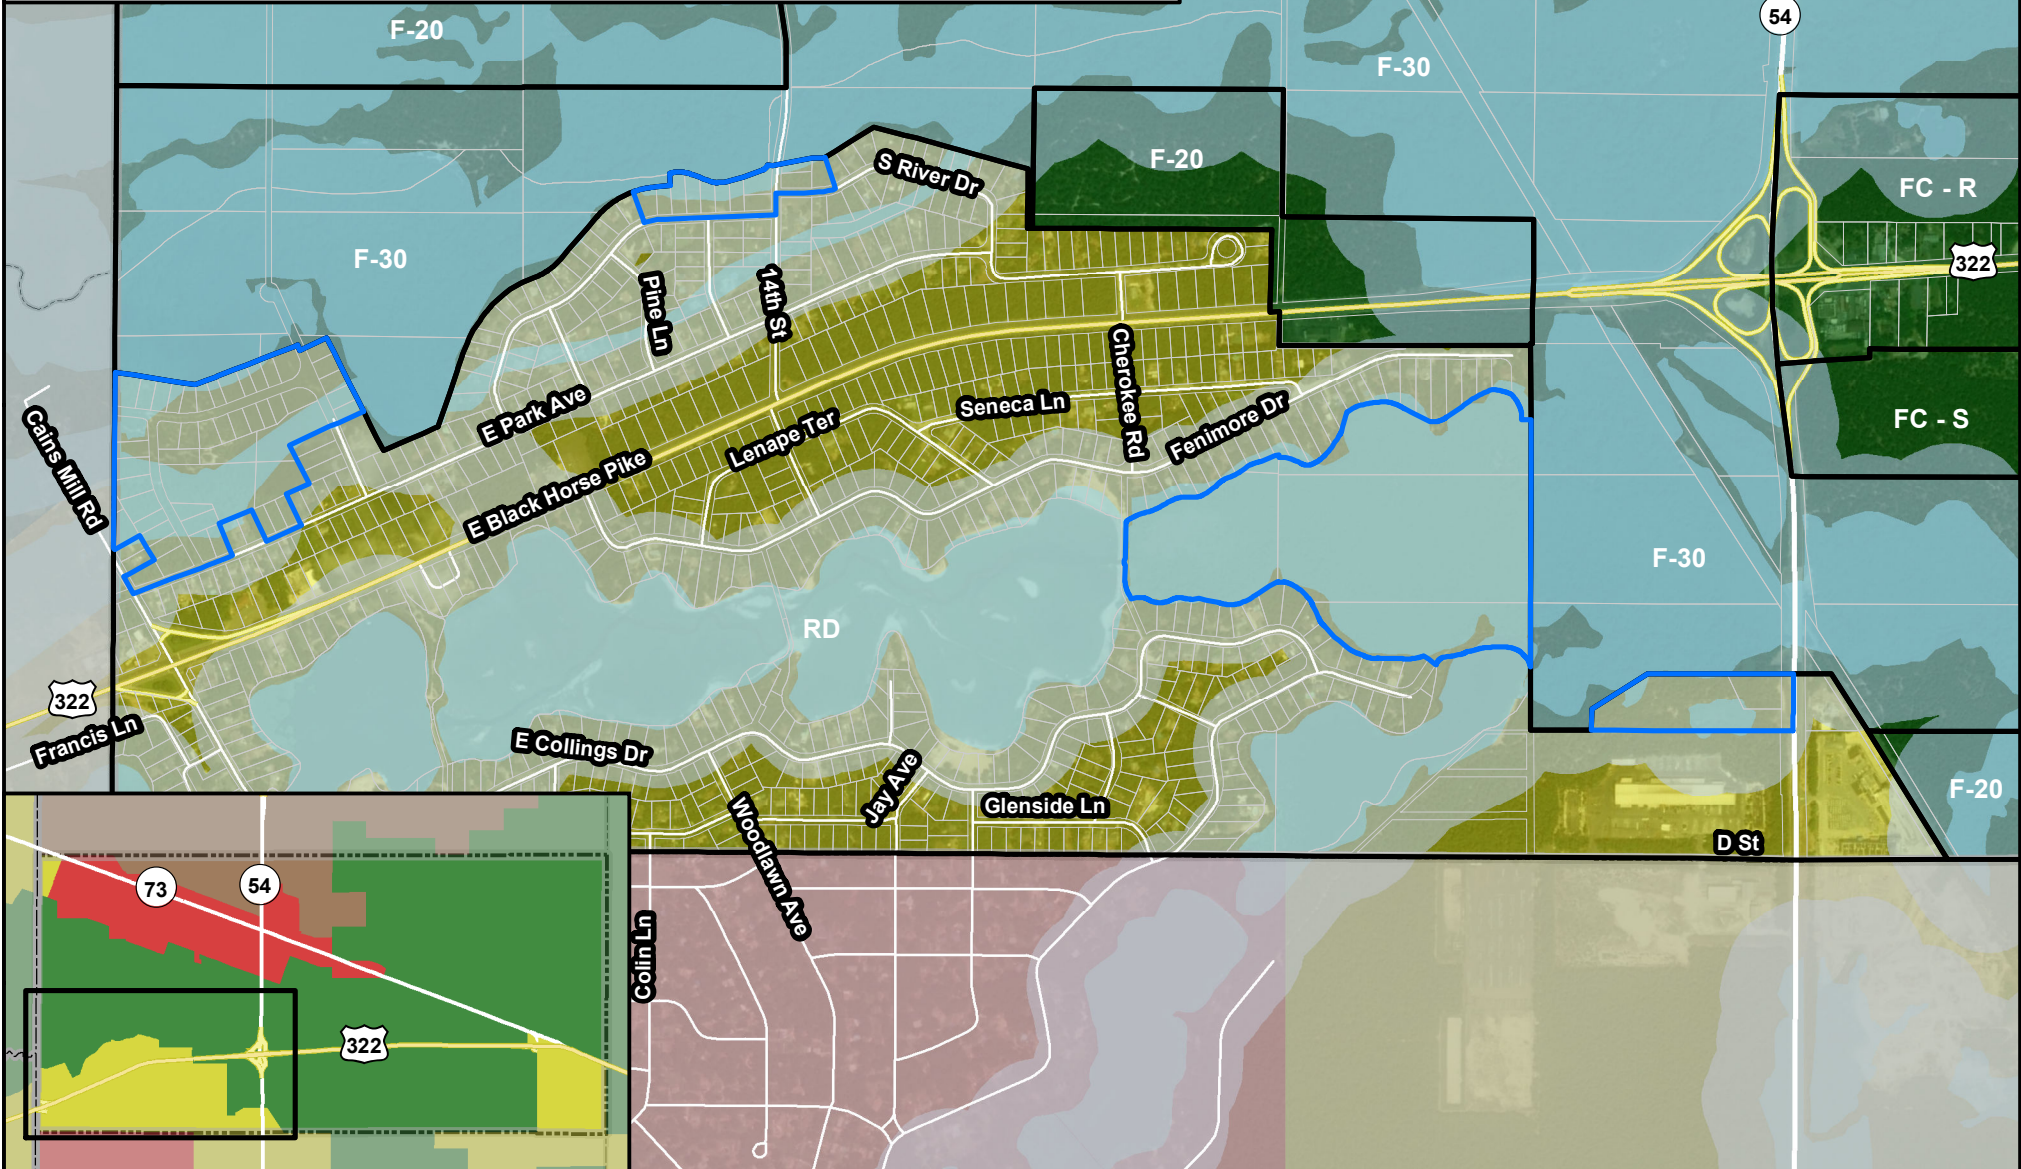 F-20
54
F-30
F-20
S River Dr
FC - R
F-30
322
Pine Ln
14th St
Cherokee Rd
E Park Ave
Seneca Ln
Lenape Ter
Fenimore Dr
FC - S
Cains Mill Rd
E Black Horse Pike
F-30
RD
322
Francis Ln
E Collings Dr
Jay Ave
Glenside Ln
F-20
D St
Woodlawn Ave
73
54
Colin Ln
322